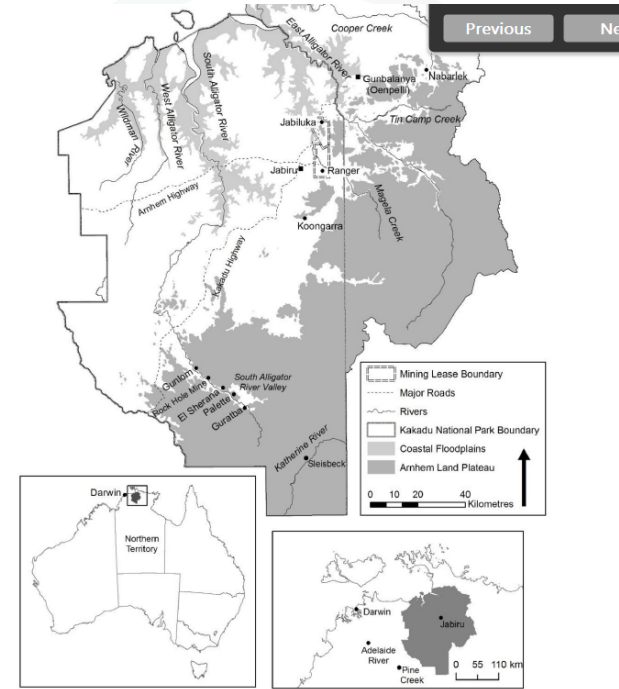 Previous
Ne
Cooper Creek
East Alligator River
Gunbalanya
(Oenpelli)
Nabarlek
South Alligator River
West Alligator River
Wildman
River
Jabiluka
Tin Camp Creek
Jabiru
Ranger
Arnhem Highway
Magela Creek
Koongarra
Kakadu Highway
Gunlom
Rock Hole Mine
El Sherana
Palette
Guratba
South Alligator
River Valley
Katherine River
Sleisbeck
Mining Lease Boundary
Major Roads
Rivers
Kakadu National Park Boundary
Coastal Floodplains
Arnhem Land Plateau
0 10 20 40
Kilometres
Darwin
Northern
Territory
Darwin
Jabiru
Adelaide
River
Pine
Creek
0 55 110 km